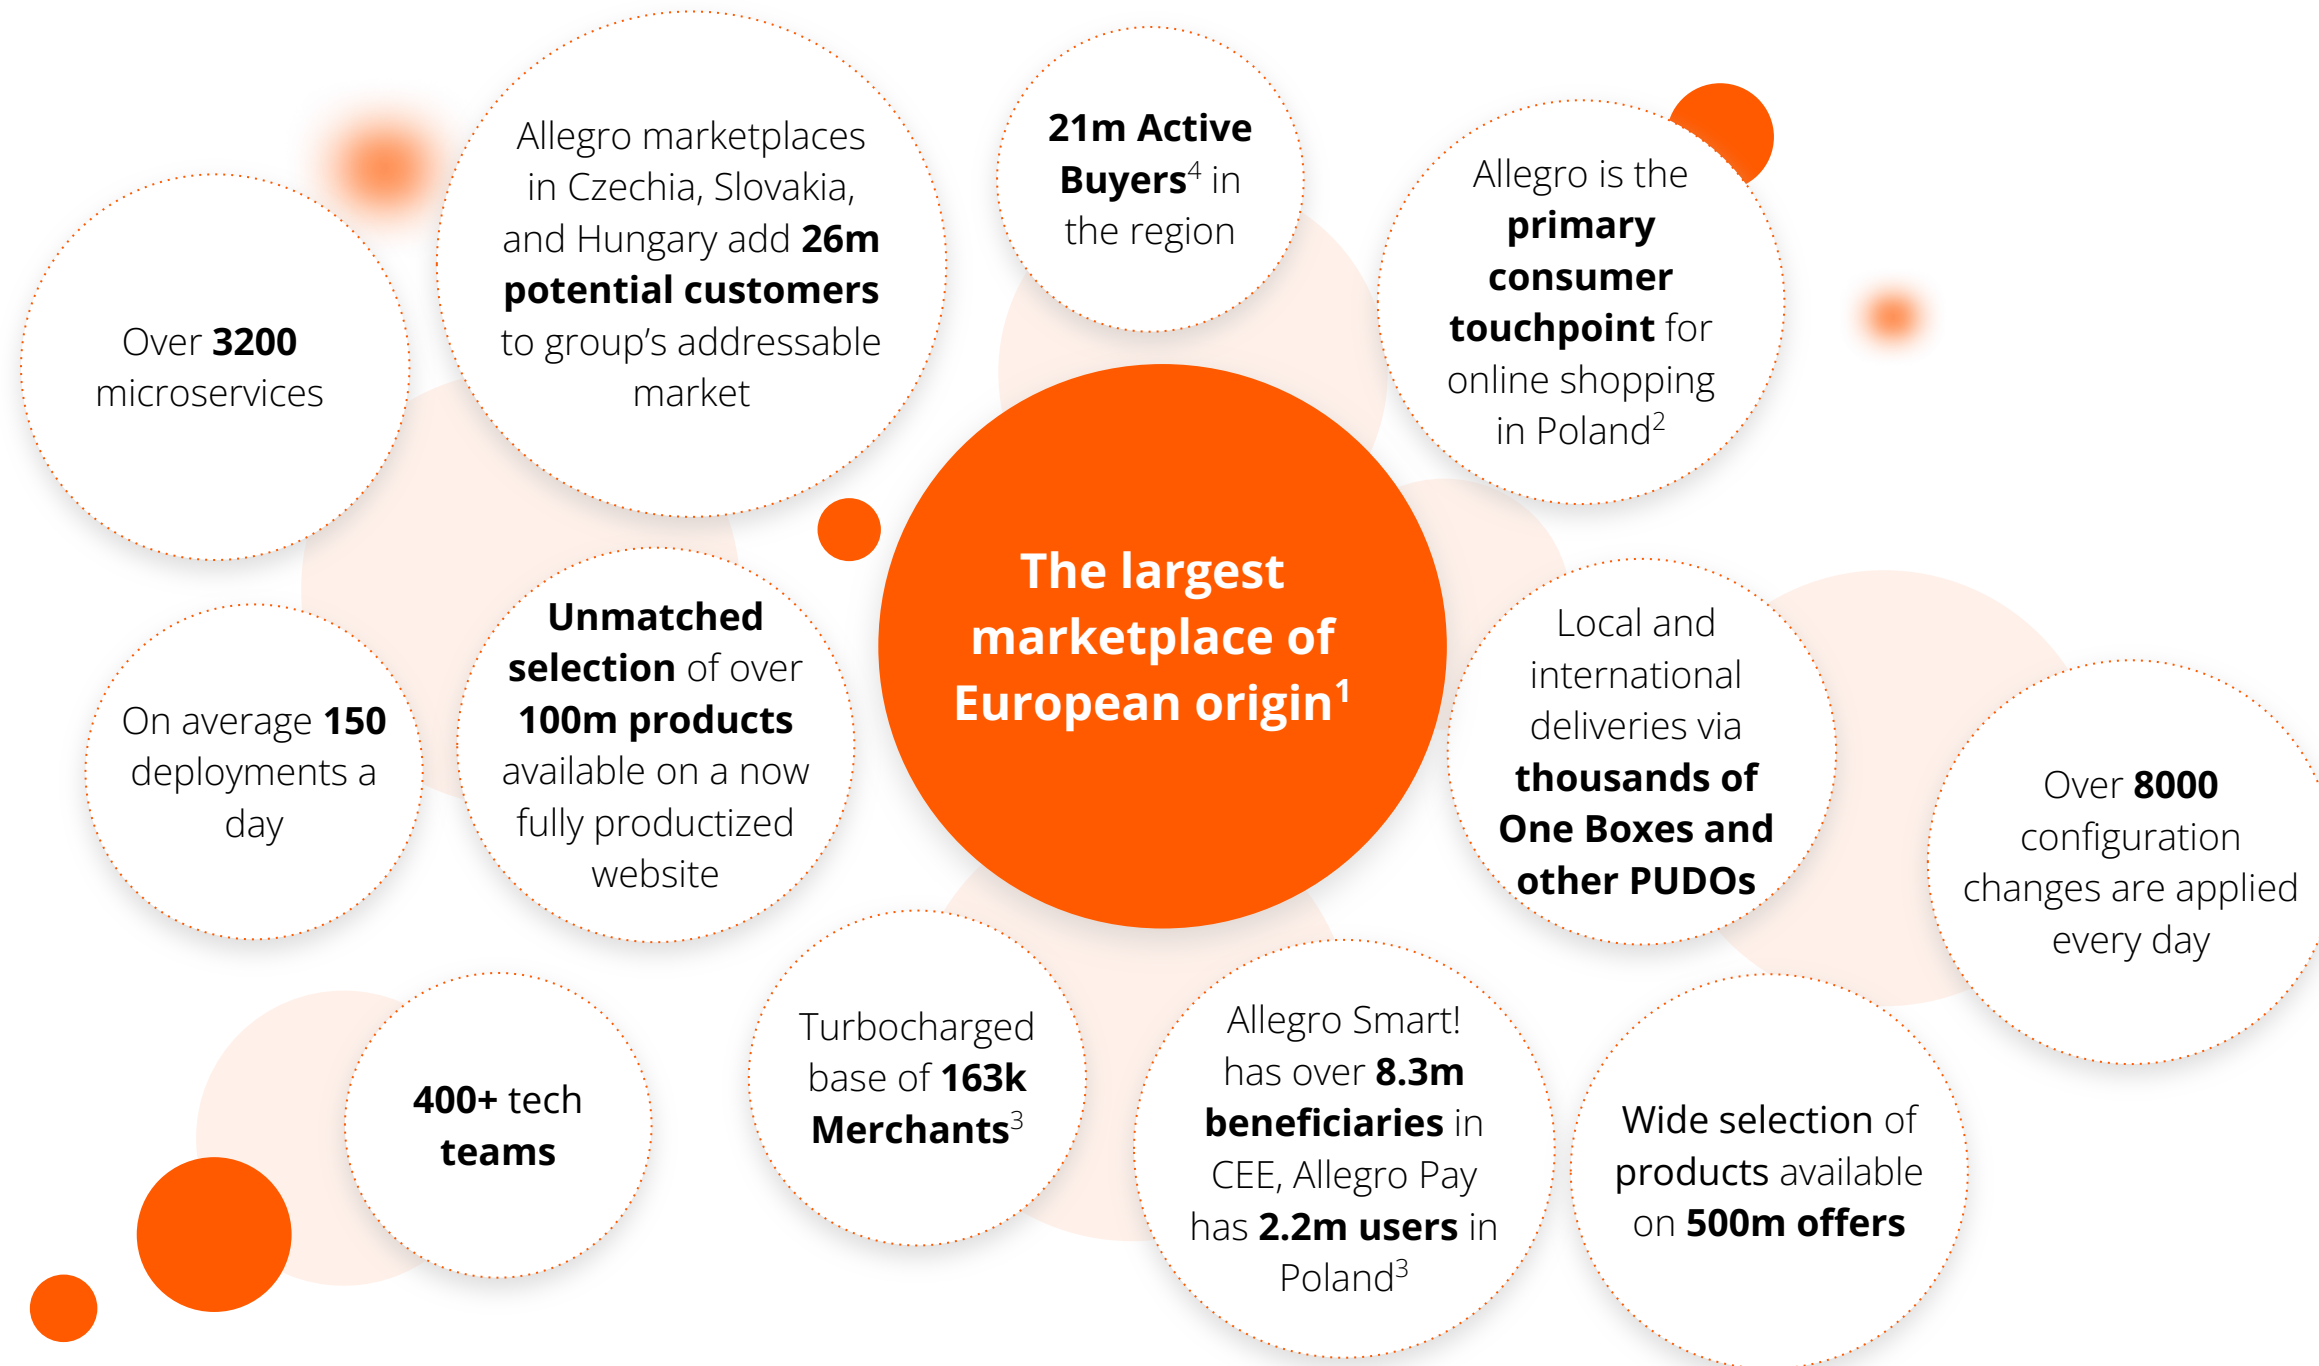 Allegro marketplaces
in Czechia, Slovakia,
and Hungary add 26m
potential customers
to group’s addressable
market
21m Active
Buyers4 in
the region
Allegro is the
primary
consumer
touchpoint for
online shopping
in Poland2
Over 3200
microservices
The largest
marketplace of
European origin1
Unmatched
selection of over
100m products
available on a now
fully productized
website
Local and
international
deliveries via
thousands of
One Boxes and
other PUDOs
On average 150
deployments a
day
Over 8000
configuration
changes are applied
every day
400+ tech
teams
Turbocharged
base of 163k
Merchants3
Allegro Smart!
has over 8.3m
beneficiaries in
CEE, Allegro Pay
has 2.2m users in
Poland3
Wide selection of
products available
on 500m offers